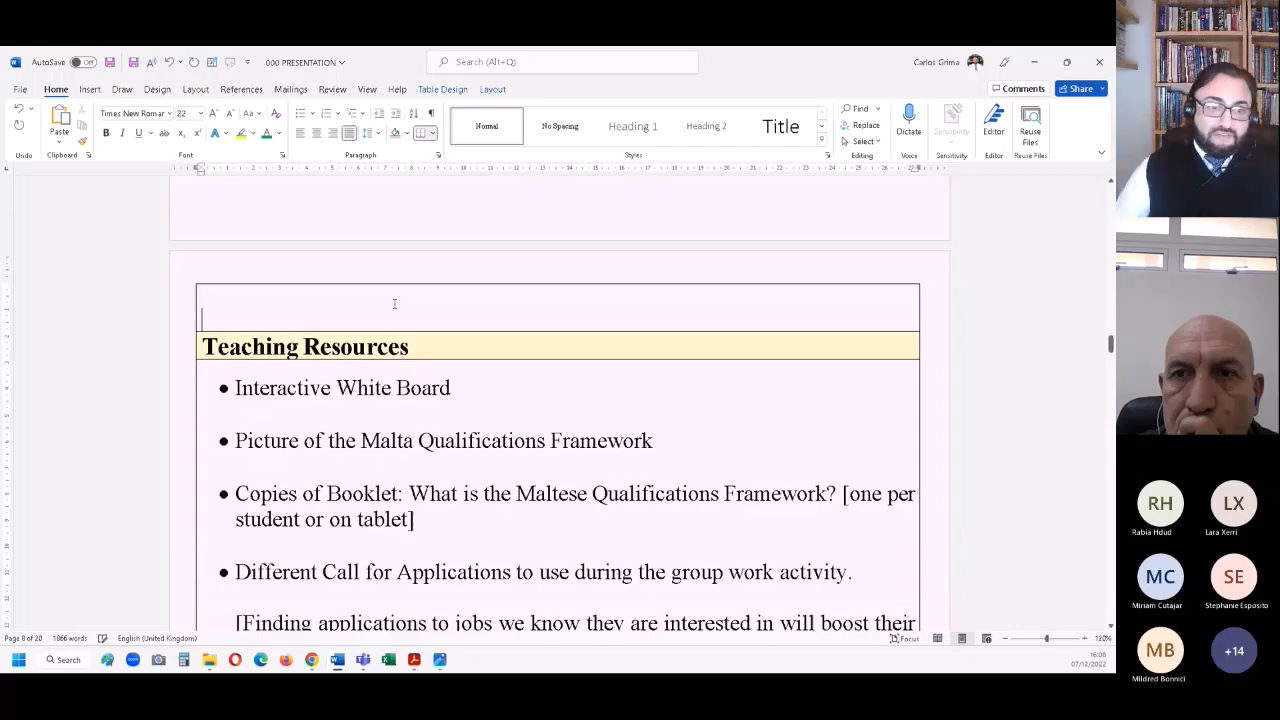 AutoSave Off 000 PRESENTATION Search (Alt+Q) Carlos Grima
File Home Insert Draw Design Layout References Mailings Review View Help Table Design Layout Comments Share
Times New Roman 22 Aa
Paste
Normal No Spacing Heading 1 Heading 2 Title
Find
Replace
Select
Dictate Sensitivity Editor Reuse Files
Undo Clipboard Font Paragraph Styles Editing Voice Sensitivity Editor Reuse Files
Teaching Resources
• Interactive White Board
• Picture of the Malta Qualifications Framework
• Copies of Booklet: What is the Maltese Qualifications Framework? [one per
student or on tablet]
• Different Call for Applications to use during the group work activity.
[Finding applications to jobs we know they are interested in will boost their
Page 8 of 20 1866 words English (United Kingdom) Focus 120%
Search
16:08
07/12/2022
RH LX
Rabia Hdud Lara Xerri
MC SE
Miriam Cutajar Stephanie Esposito
MB +14
Mildred Bonnici